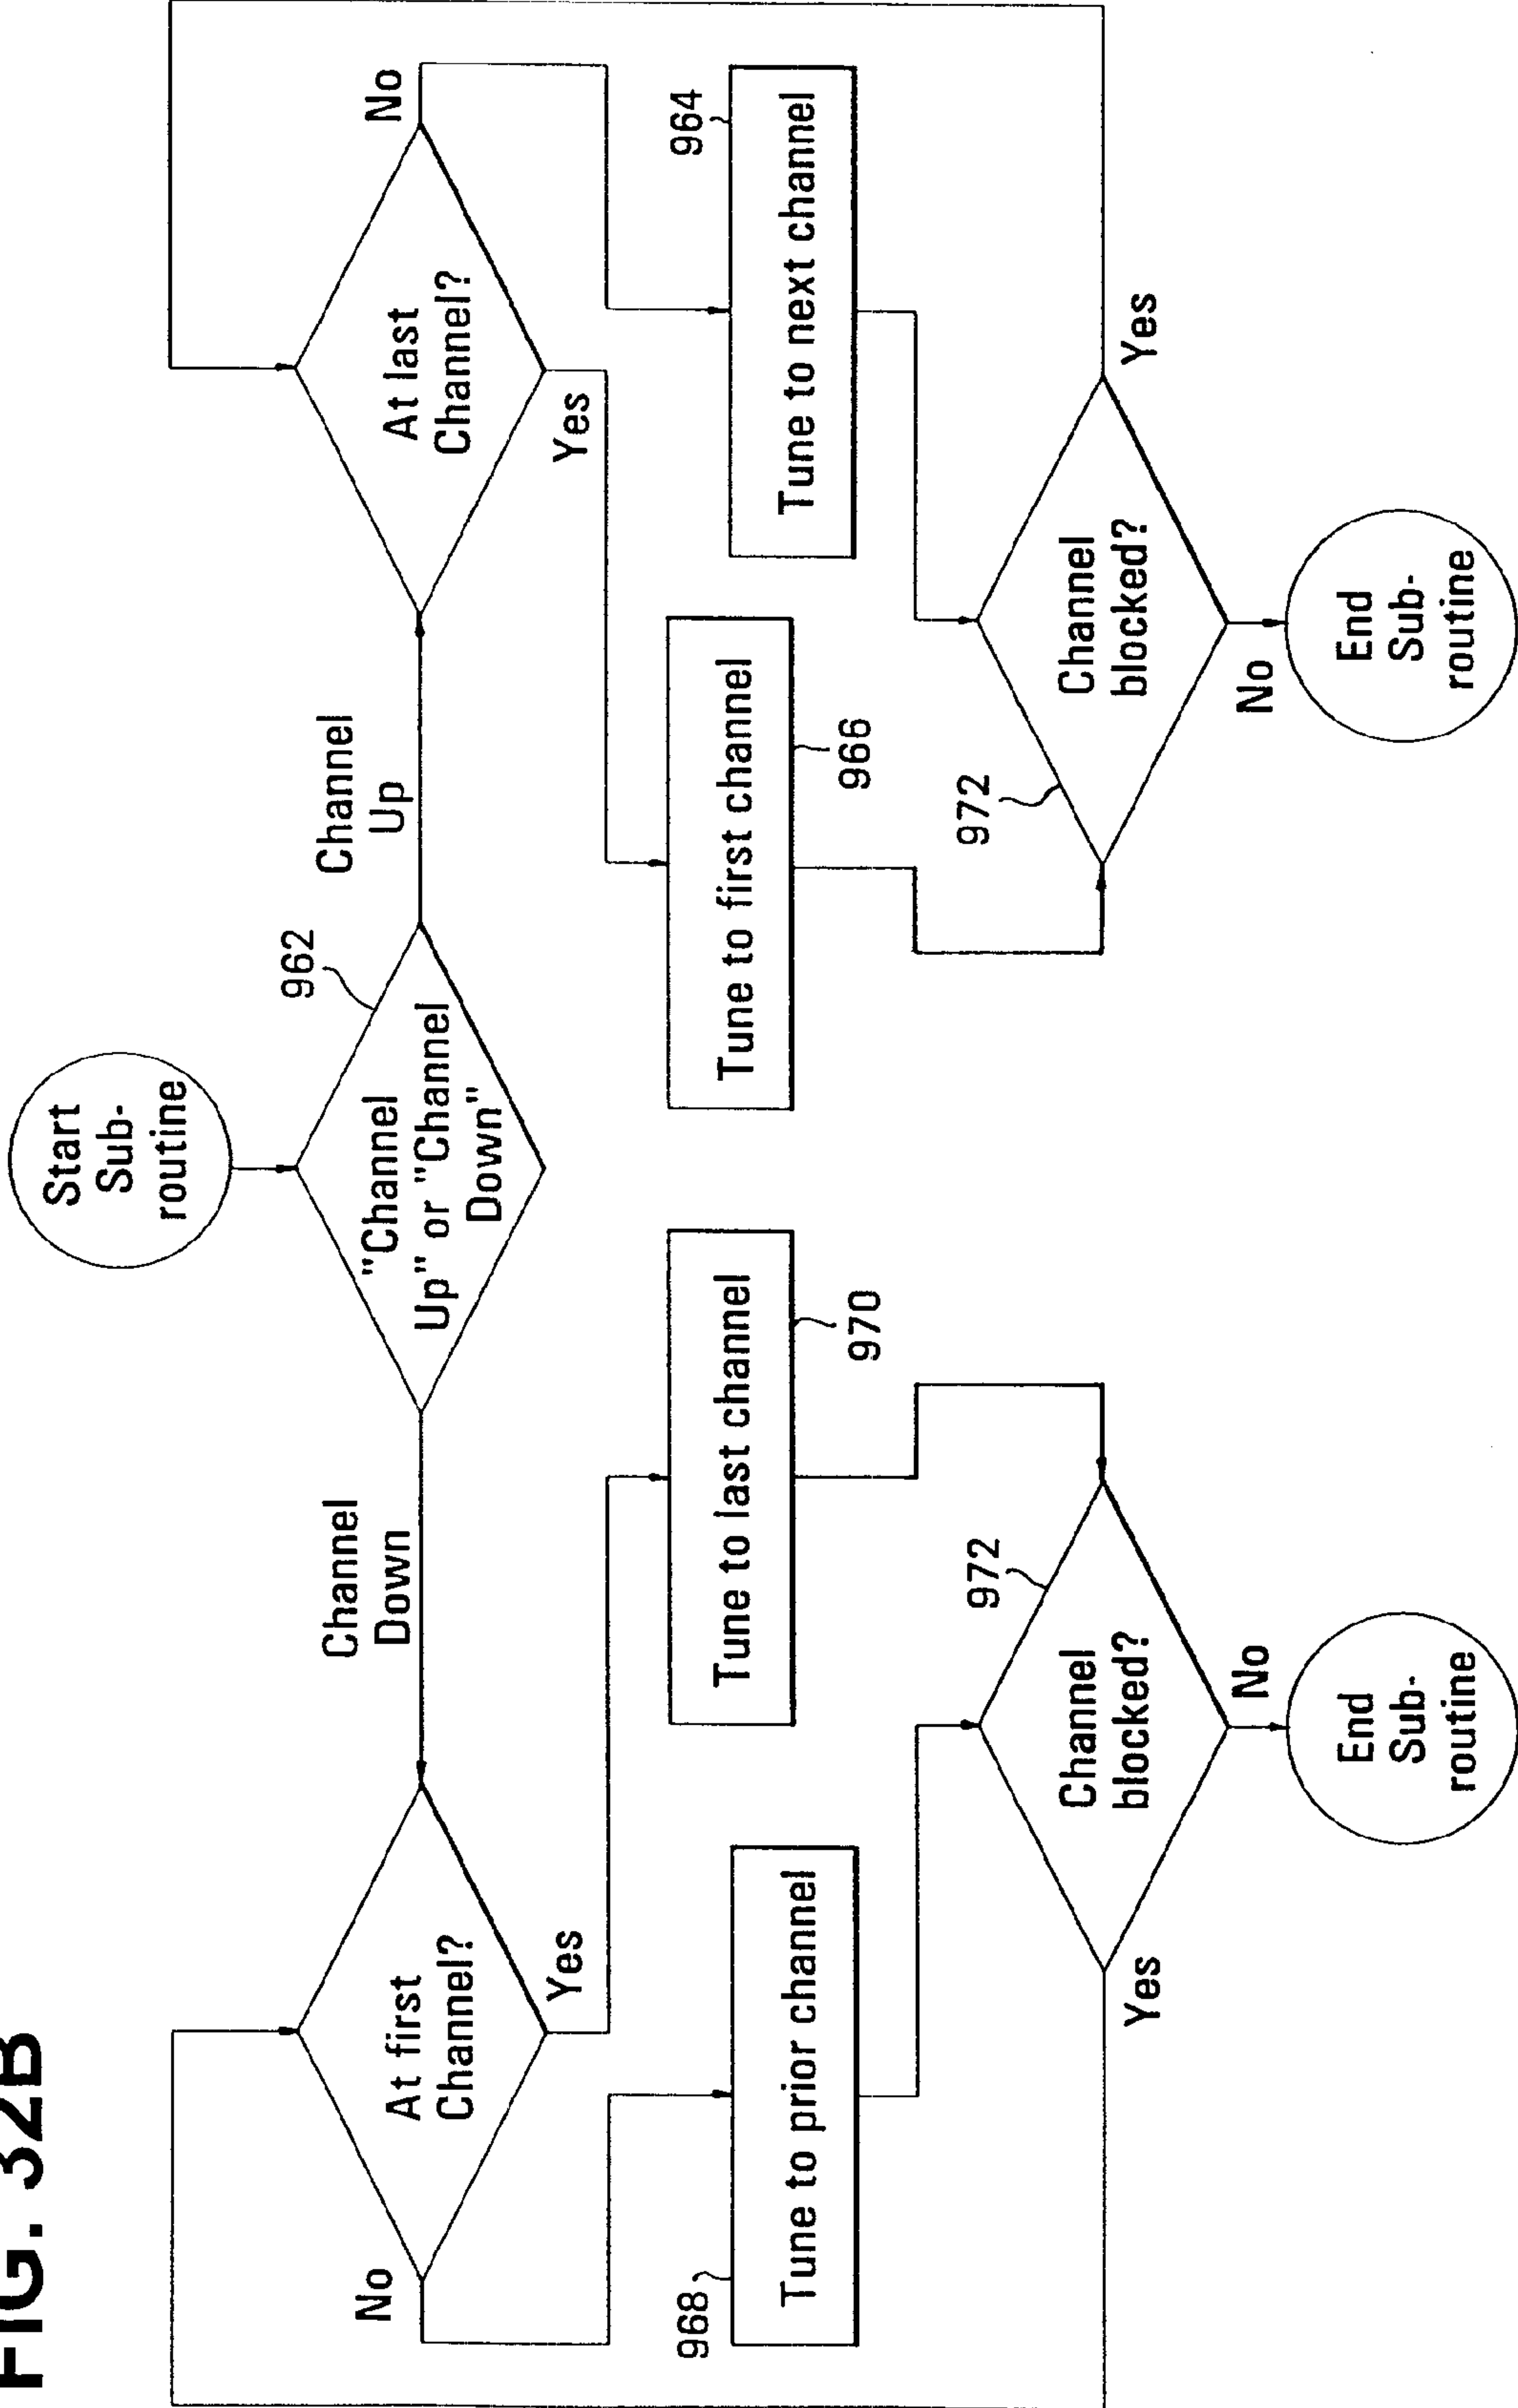 FIG. 32B
Start
Sub-
routine
962
"Channel
Up" or "Channel
Down"
Channel
Down
Channel
Up
At first
Channel?
No
Yes
At last
Channel?
Yes
No
968
Tune to prior channel
Tune to last channel
970
Tune to first channel
966
964
Tune to next channel
972
Channel
blocked?
Yes
No
972
Channel
blocked?
Yes
No
End
Sub-
routine
End
Sub-
routine